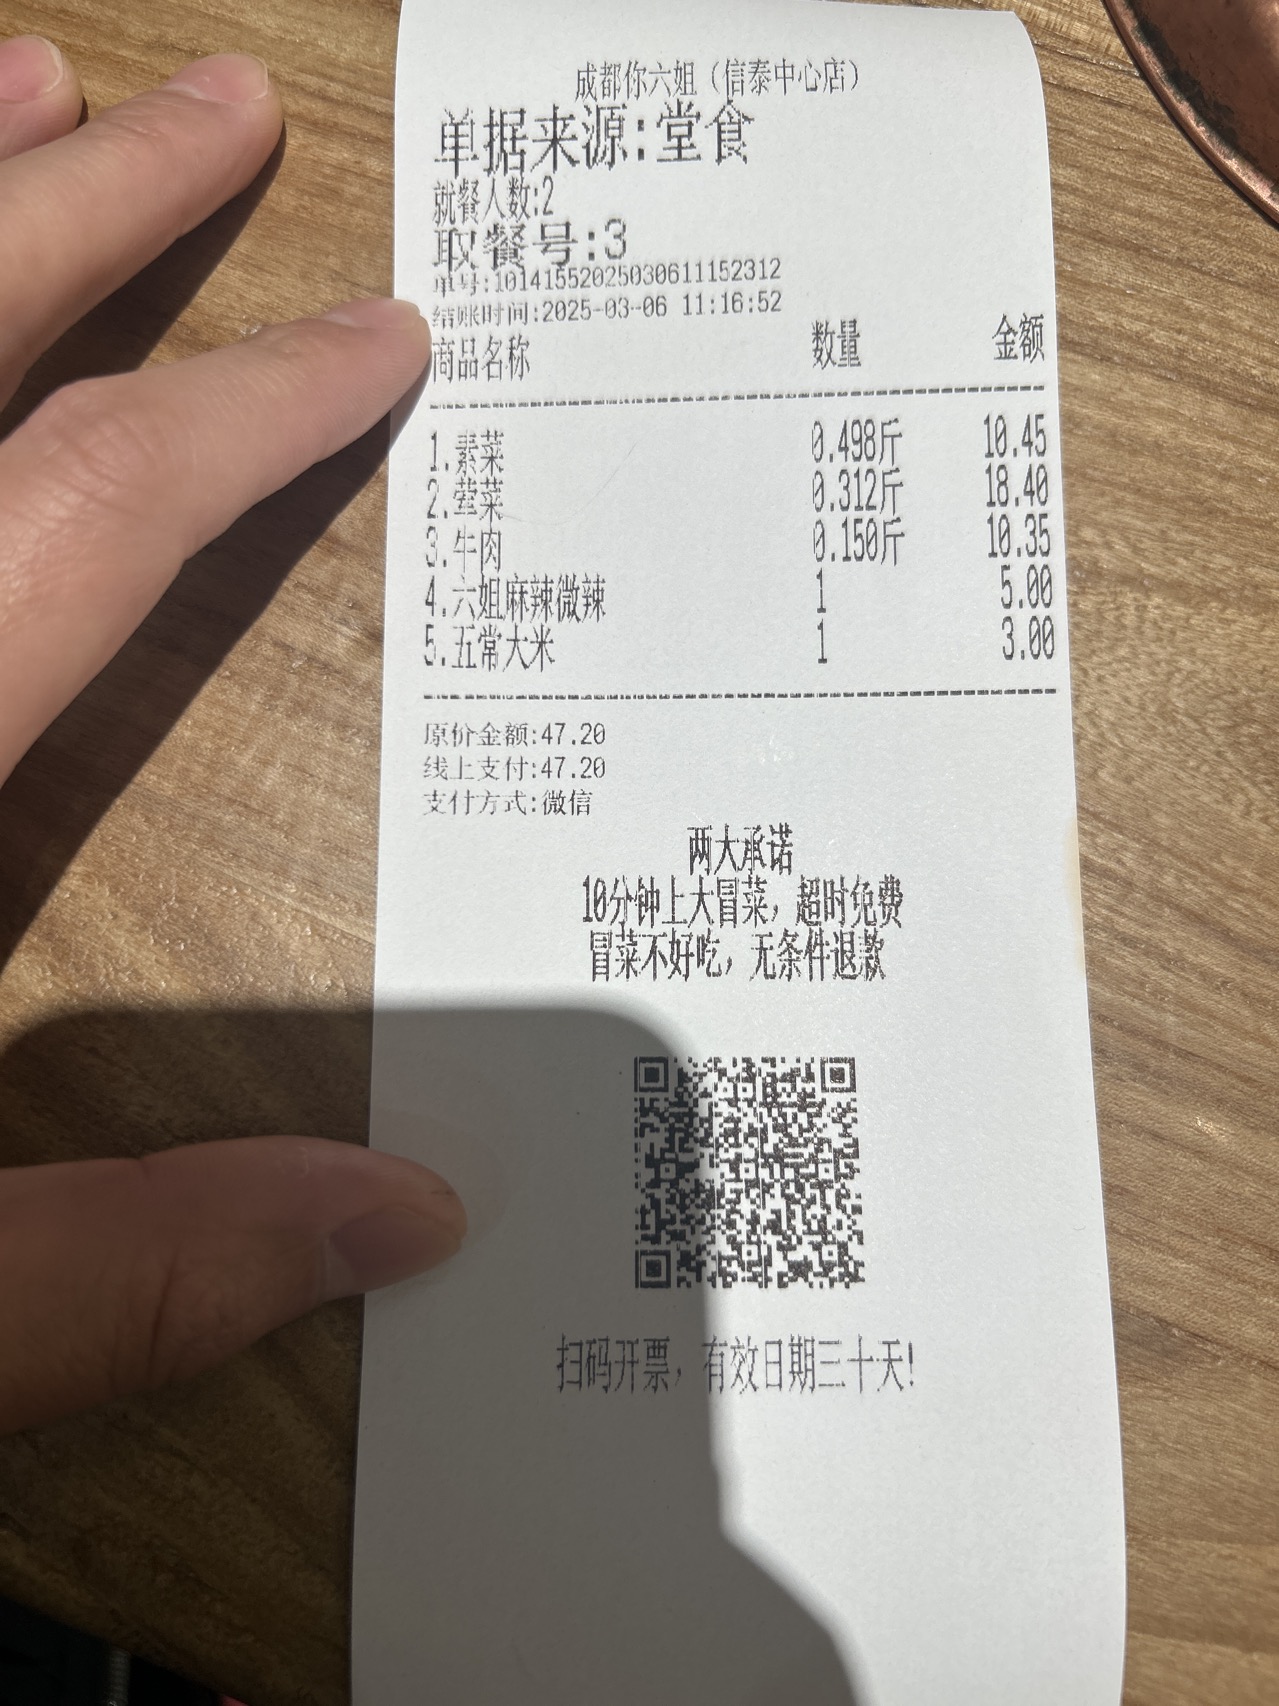 成都你六姐（信泰中心店）
单据来源:堂食
就餐人数:2
取餐号:3
单号:10141552025030611152312
结账时间:2025-03-06 11:16:52
商品名称 数量 金额
1.素菜 0.498斤 10.45
2.荤菜 0.312斤 18.40
3.牛肉 0.150斤 10.35
4.六姐麻辣微辣 1 5.00
5.五常大米 1 3.00
原价金额:47.20
线上支付:47.20
支付方式:微信
两大承诺
10分钟上大冒菜，超时免费
冒菜不好吃，无条件退款
扫码开票，有效日期三十天!